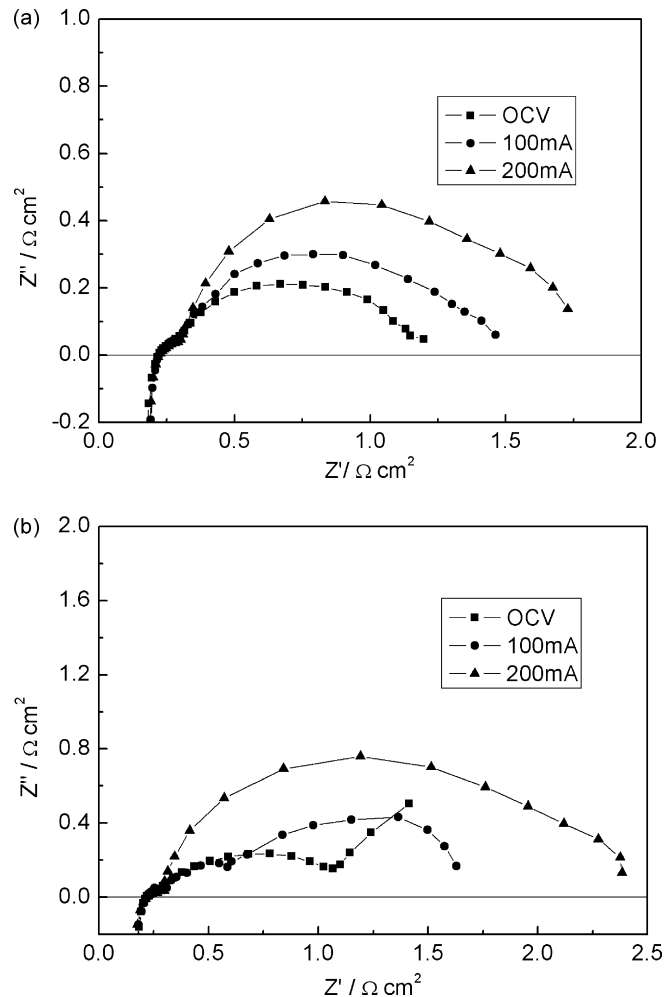 (a)
1.0
0.8
0.6
0.4
0.2
0.0
-0.2
Z''/ Ω cm²
OCV
100mA
200mA
0.0 0.5 1.0 1.5 2.0
Z'/ Ω cm²
(b)
2.0
1.6
1.2
0.8
0.4
0.0
Z''/ Ω cm²
OCV
100mA
200mA
0.0 0.5 1.0 1.5 2.0 2.5
Z' / Ω cm²